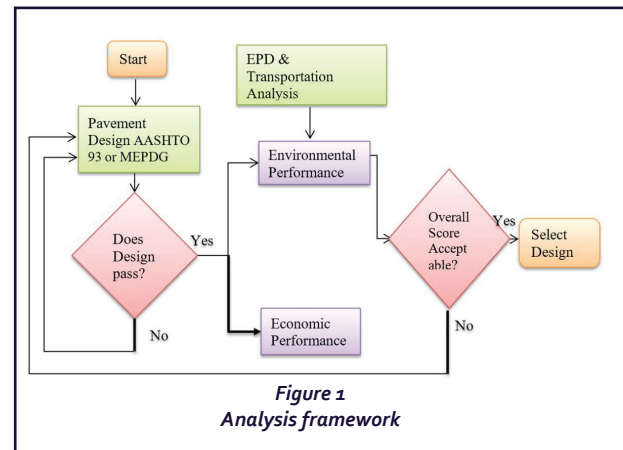 Start
EPD &
Transportation
Analysis
Pavement
Design AASHTO
93 or MEPDG
Environmental
Performance
Does
Design
pass?
Yes
No
Economic
Performance
Overall
Score
Accept
able?
Yes
No
Select
Design
Figure 1
Analysis framework